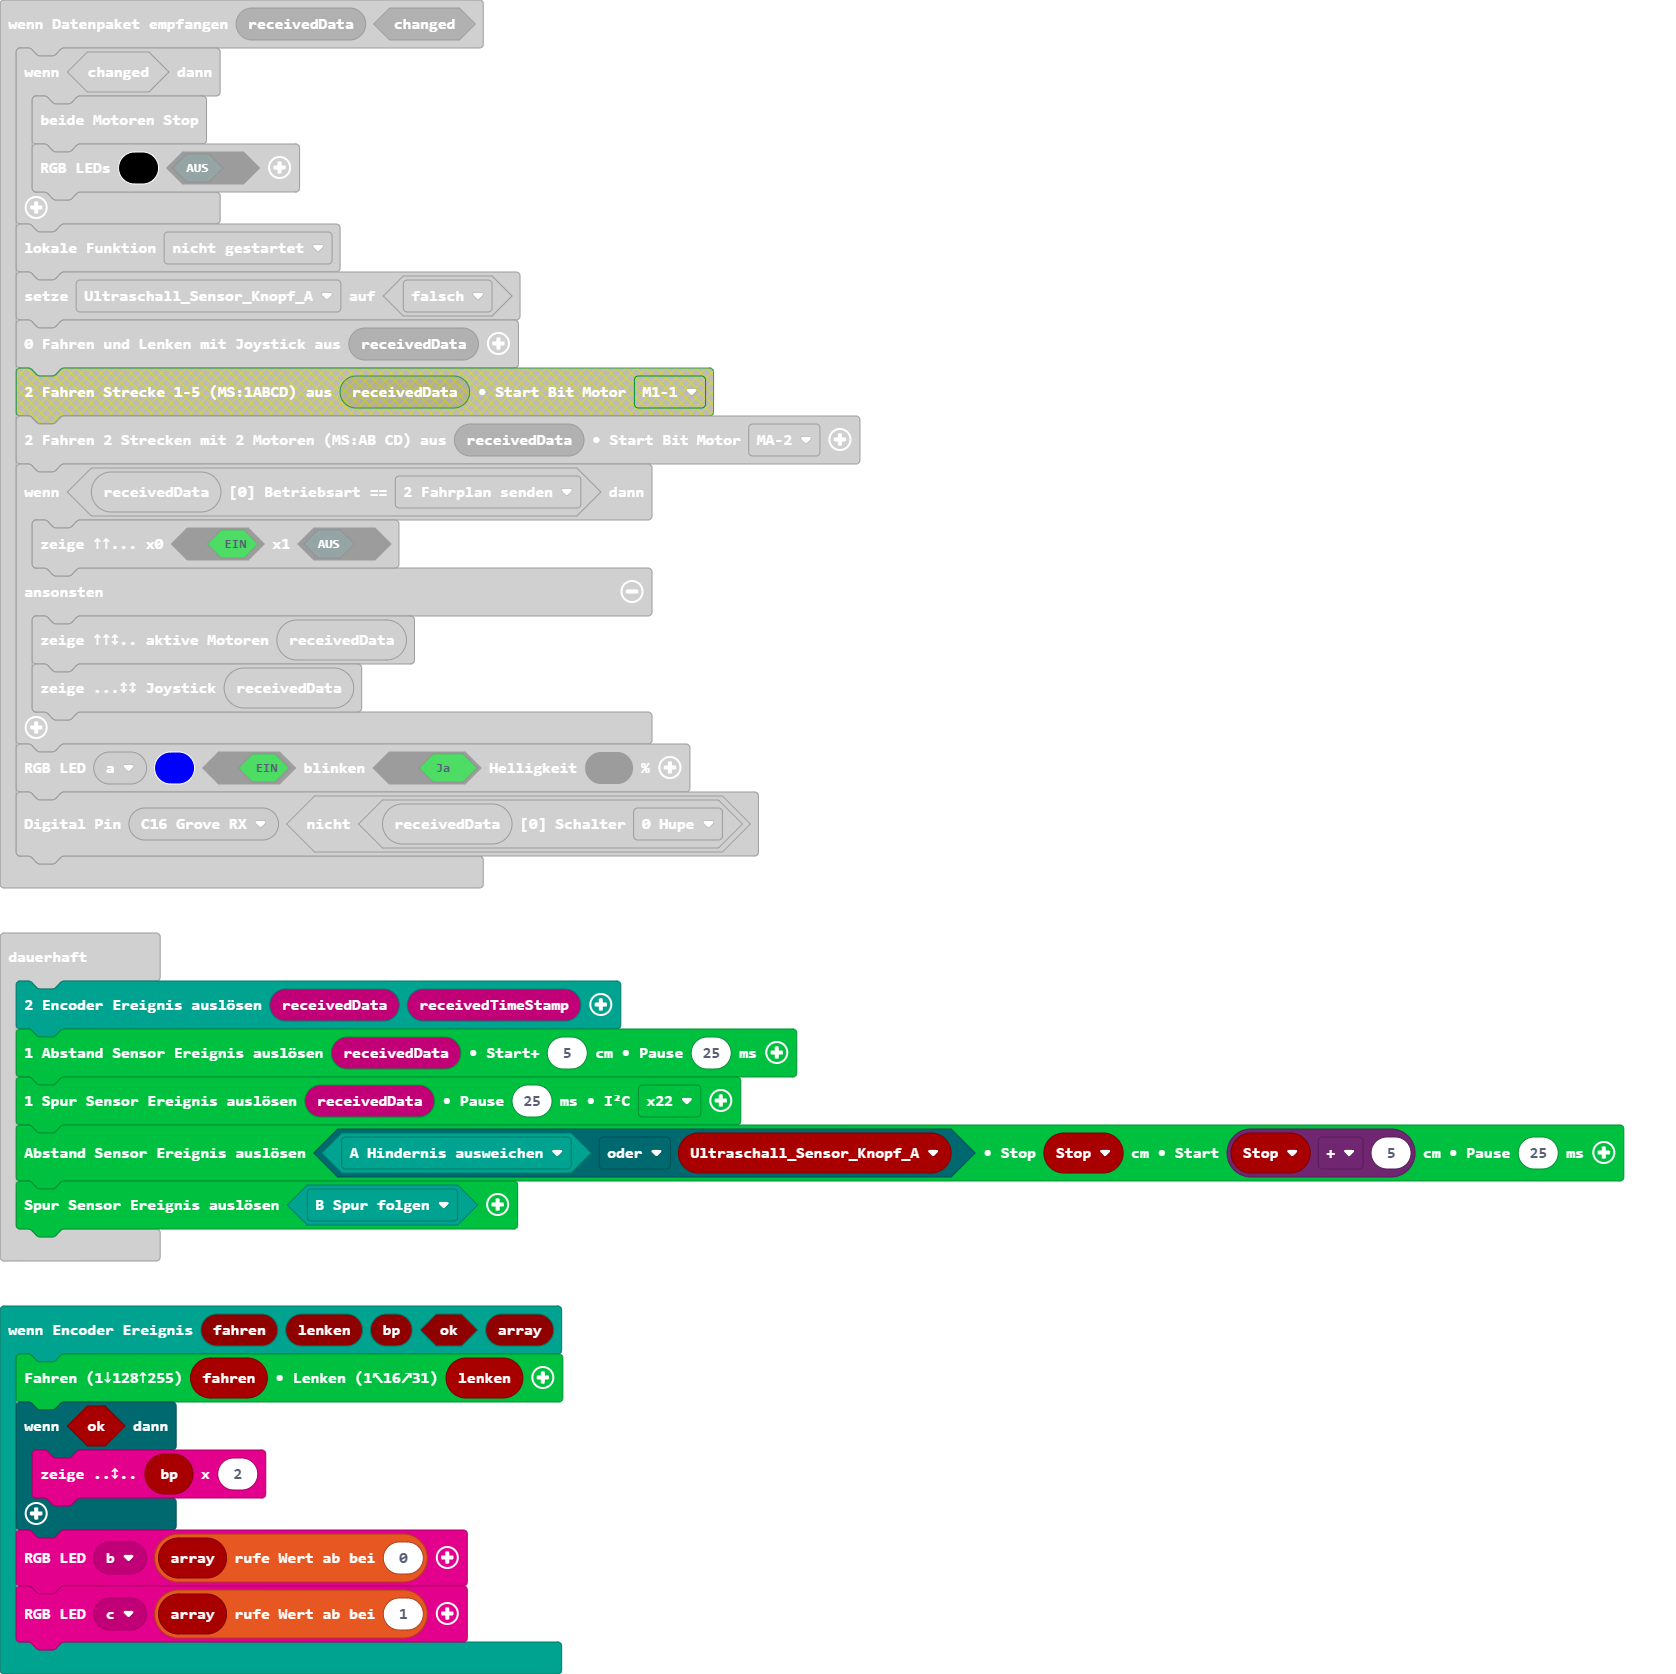 wenn Datenpaket empfangen receivedData changed
wenn changed dann
beide Motoren Stop
RGB LEDs AUS
lokale Funktion nicht gestartet
setze Ultraschall_Sensor_Knopf_A auf falsch
0 Fahren und Lenken mit Joystick aus receivedData
2 Fahren Strecke 1-5 (MS:1ABCD) aus receivedData • Start Bit Motor M1-1
2 Fahren 2 Strecken mit 2 Motoren (MS:AB CD) aus receivedData • Start Bit Motor MA-2
wenn receivedData [0] Betriebsart == 2 Fahrplan senden dann
zeige ↑↑... x0 EIN x1 AUS
ansonsten
zeige ↑↑↕.. aktive Motoren receivedData
zeige ...↕↕ Joystick receivedData
RGB LED a EIN blinken Ja Helligkeit %
Digital Pin C16 Grove RX nicht receivedData [0] Schalter 0 Hupe
dauerhaft
2 Encoder Ereignis auslösen receivedData receivedTimeStamp
1 Abstand Sensor Ereignis auslösen receivedData • Start+ 5 cm • Pause 25 ms
1 Spur Sensor Ereignis auslösen receivedData • Pause 25 ms • I²C x22
Abstand Sensor Ereignis auslösen A Hindernis ausweichen oder Ultraschall_Sensor_Knopf_A • Stop Stop cm • Start Stop + 5 cm • Pause 25 ms
Spur Sensor Ereignis auslösen B Spur folgen
wenn Encoder Ereignis fahren lenken bp ok array
Fahren (1↓128↑255) fahren • Lenken (1↖16↗31) lenken
wenn ok dann
zeige ..↕.. bp x 2
RGB LED b array rufe Wert ab bei 0
RGB LED c array rufe Wert ab bei 1